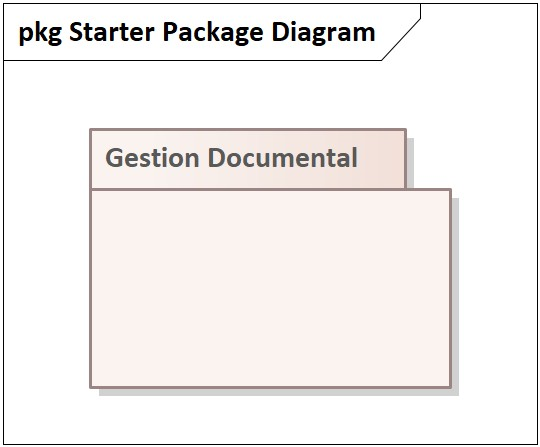 pkg Starter Package Diagram
Gestion Documental